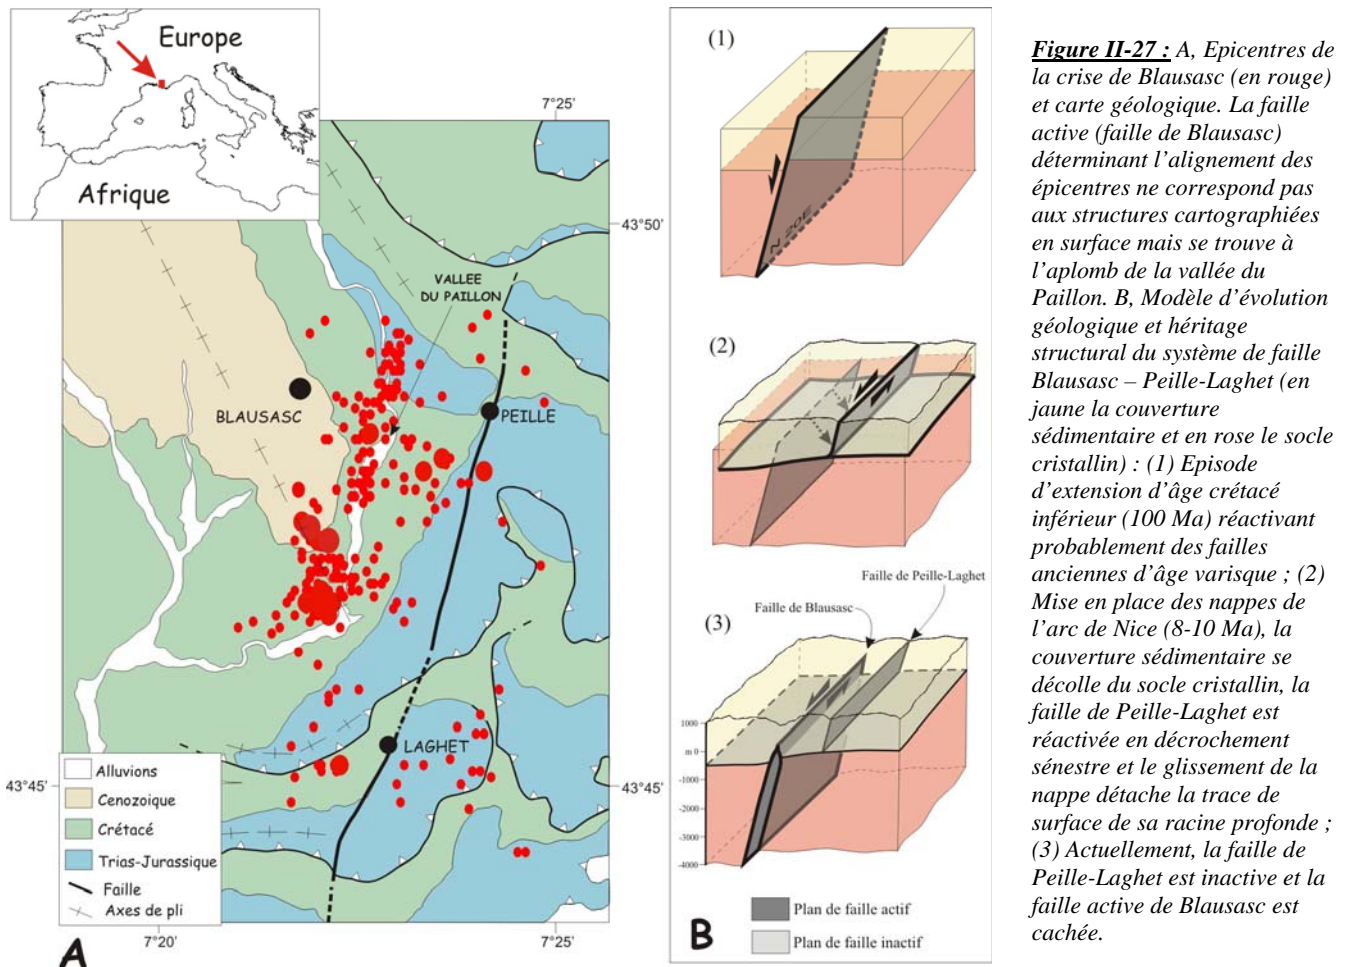 Europe
Afrique
7°25'
43°50'
VALLEE
DU PAILLON
BLAUSASC
PEILLE
LAGHET
43°45'
43°45'
Alluvions
Cenozoique
Crétacé
Trias-Jurassique
Faille
Axes de pli
7°20'
7°25'
A
(1)
N 20E
(2)
Faille de Peille-Laghet
Faille de Blausasc
(3)
1000
m 0
-1000
-2000
-3000
-4000
Plan de faille actif
Plan de faille inactif
B
Figure II-27 : A, Epicentres de
la crise de Blausasc (en rouge)
et carte géologique. La faille
active (faille de Blausasc)
déterminant l'alignement des
épicentres ne correspond pas
aux structures cartographiées
en surface mais se trouve à
l'aplomb de la vallée du
Paillon. B, Modèle d'évolution
géologique et héritage
structural du système de faille
Blausasc – Peille-Laghet (en
jaune la couverture
sédimentaire et en rose le socle
cristallin) : (1) Episode
d'extension d'âge crétacé
inférieur (100 Ma) réactivant
probablement des failles
anciennes d'âge varisque ; (2)
Mise en place des nappes de
l'arc de Nice (8-10 Ma), la
couverture sédimentaire se
décolle du socle cristallin, la
faille de Peille-Laghet est
réactivée en décrochement
sénestre et le glissement de la
nappe détache la trace de
surface de sa racine profonde ;
(3) Actuellement, la faille de
Peille-Laghet est inactive et la
faille active de Blausasc est
cachée.